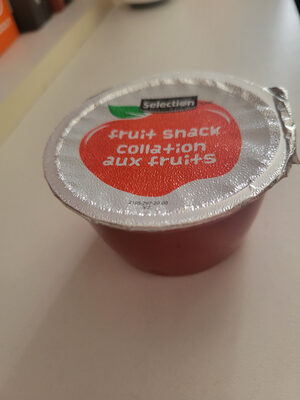 Selection
fruit snack
collation
aux fruits